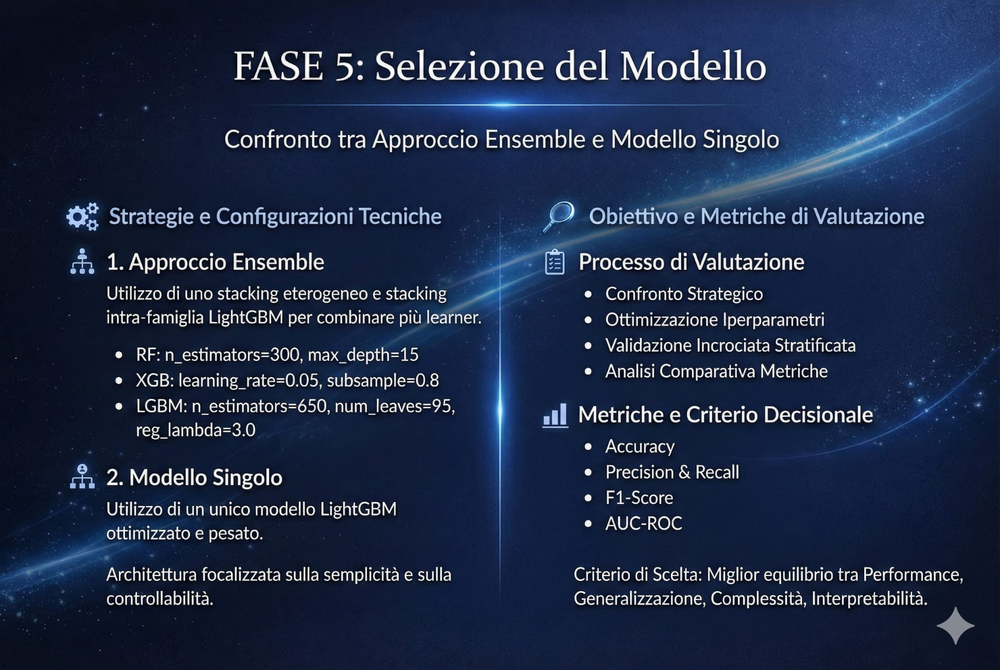 FASE 5: Selezione del Modello
Confronto tra Approccio Ensemble e Modello Singolo
Strategie e Configurazioni Tecniche
1. Approccio Ensemble
Utilizzo di uno stacking eterogeneo e stacking
intra-famiglia LightGBM per combinare più learner.
• RF: n_estimators=300, max_depth=15
• XGB: learning_rate=0.05, subsample=0.8
• LGBM: n_estimators=650, num_leaves=95,
reg_lambda=3.0
2. Modello Singolo
Utilizzo di un unico modello LightGBM
ottimizzato e pesato.
Architettura focalizzata sulla semplicità e sulla
controllabilità.
Obiettivo e Metriche di Valutazione
Processo di Valutazione
• Confronto Strategico
• Ottimizzazione Iperparametri
• Validazione Incrociata Stratificata
• Analisi Comparativa Metriche
Metriche e Criterio Decisionale
• Accuracy
• Precision & Recall
• F1-Score
• AUC-ROC
Criterio di Scelta: Miglior equilibrio tra Performance,
Generalizzazione, Complessità, Interpretabilità.